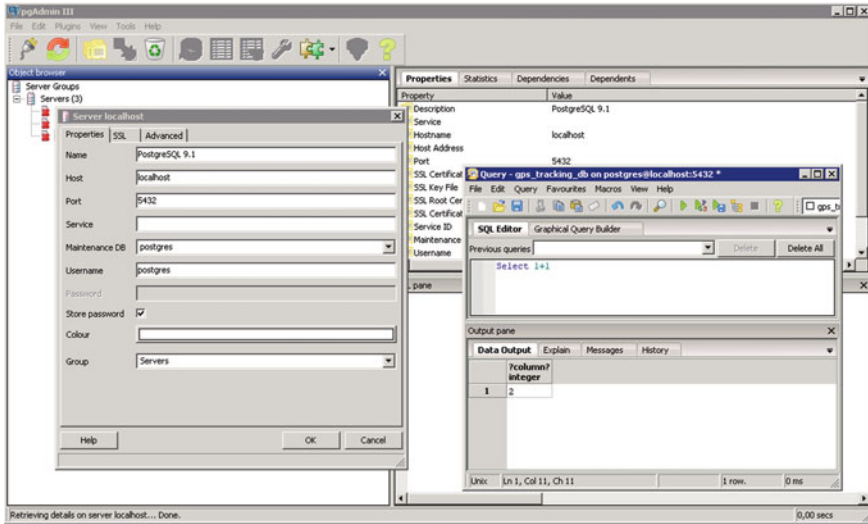 pgAdmin III
File Edit Plugins View Tools Help
Object browser
Server Groups
Servers (3)
Server localhost
Properties SSL Advanced
Name PostgreSQL 9.1
Host localhost
Port 5432
Service
Maintenance DB postgres
Username postgres
Password
Store password
Colour
Group Servers
Help OK Cancel
Properties Statistics Dependencies Dependents
Property Value
Description PostgreSQL 9.1
Service
Hostname localhost
Host Address
Port 5432
SSL Certificat
SSL Key File
SSL Root Cer
SSL Certificat
Service ID
Maintenance
Username
pane
Query - gps_tracking_db on postgres@localhost:5432 *
File Edit Query Favourites Macros View Help
gps_b
SQL Editor Graphical Query Builder
Previous queries Delete Delete All
Select 1+1
Output pane
Data Output Explain Messages History
?column?
integer
1 2
Unix Ln 1, Col 11, Ch 11 1 row. 0 ms
Retrieving details on server localhost... Done. 0,00 secs